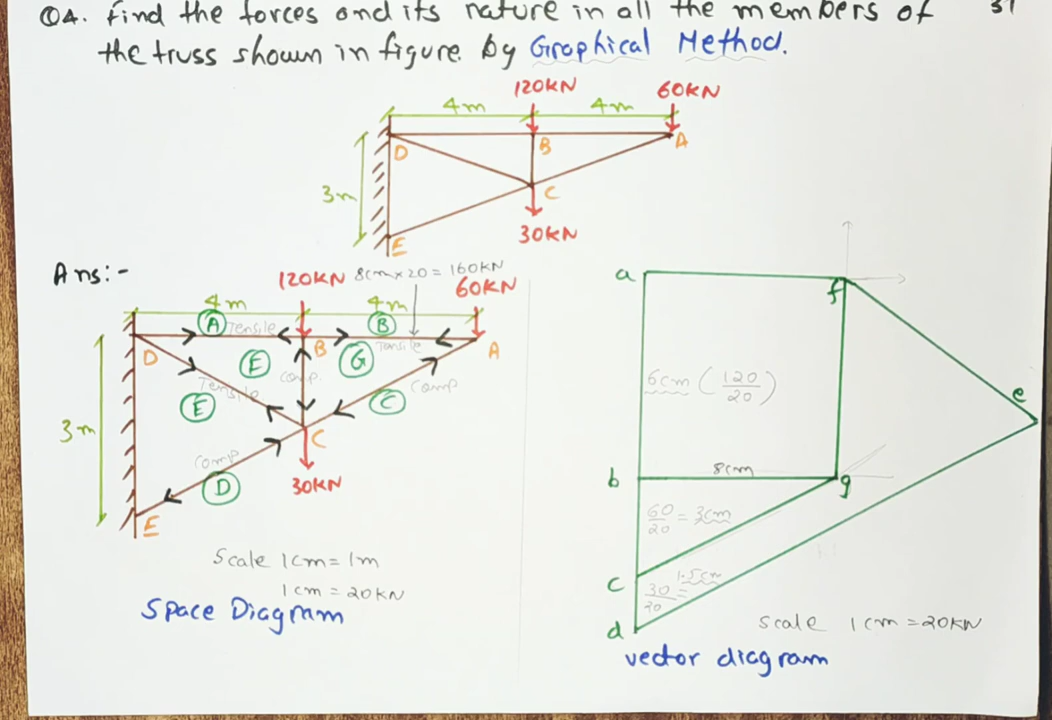 Q4. Find the forces and its nature in all the members of
the truss shown in figure by Graphical Method.
120KN 60KN
4m 4m
D B A
3m
C
E 30KN
Ans:-
120KN 8cm×20 = 160KN
60KN
4m 4m
A Tensile B
D B Tensile A
E G
comp. comp
Tensile
E C
3m C
comp
D 30KN
E
Scale 1cm = 1m
1cm = 20KN
Space Diagram
a f
6cm (120/20)
e
b 8cm g
60/20 = 3cm
c 1.5cm
30/20 =
d
Scale 1cm = 20KN
vector diagram